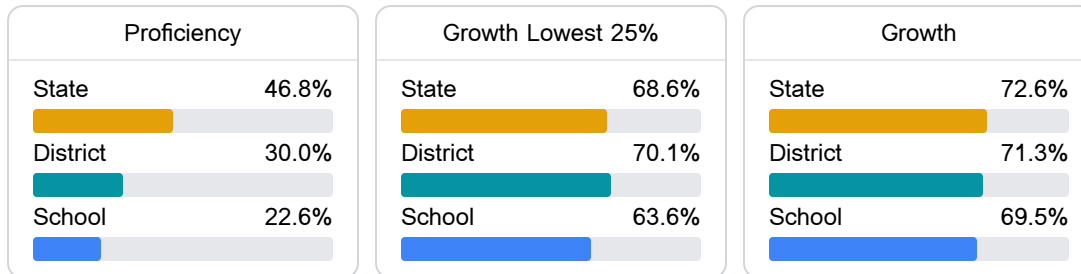 Proficiency
State 46.8%
District 30.0%
School 22.6%
Growth Lowest 25%
State 68.6%
District 70.1%
School 63.6%
Growth
State 72.6%
District 71.3%
School 69.5%